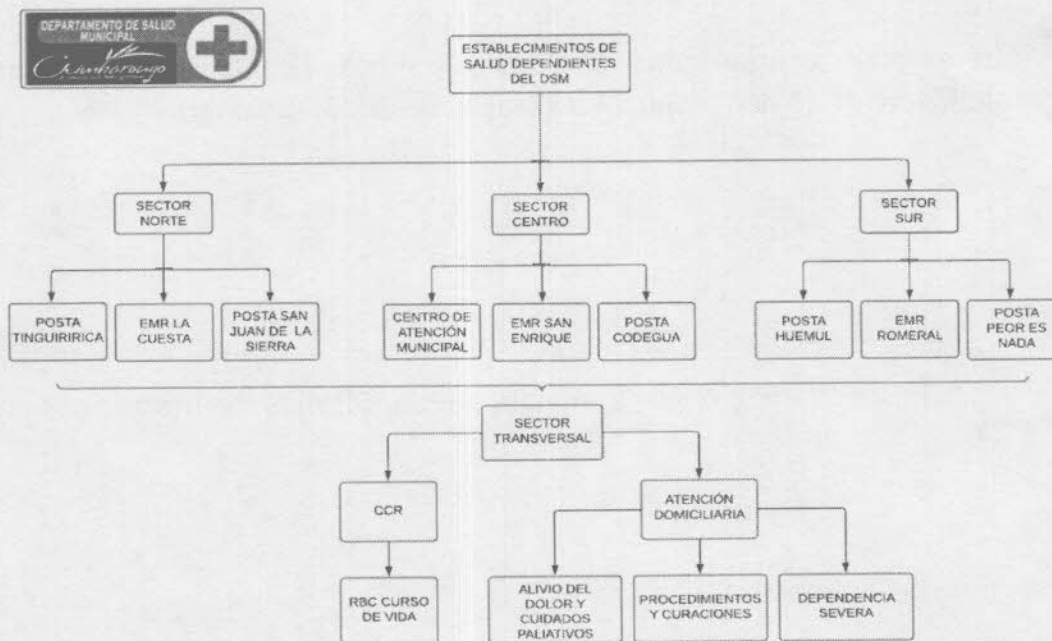 DEPARTAMENTO DE SALUD
MUNICIPAL
Chimbarongo
ESTABLECIMIENTOS DE
SALUD DEPENDIENTES
DEL DSM
SECTOR
NORTE
SECTOR
CENTRO
SECTOR
SUR
POSTA
TINGUIRIRICA
EMR LA
CUESTA
POSTA SAN
JUAN DE LA
SIERRA
CENTRO DE
ATENCIÓN
MUNICIPAL
EMR SAN
ENRIQUE
POSTA
CODEGUA
POSTA
HUEMUL
EMR
ROMERAL
POSTA
PEOR ES
NADA
SECTOR
TRANSVERSAL
CCR
ATENCIÓN
DOMICILIARIA
RBC CURSO
DE VIDA
ALIVIO DEL
DOLOR Y
CUIDADOS
PALIATIVOS
PROCEDIMIENTOS
Y CURACIONES
DEPENDENCIA
SEVERA